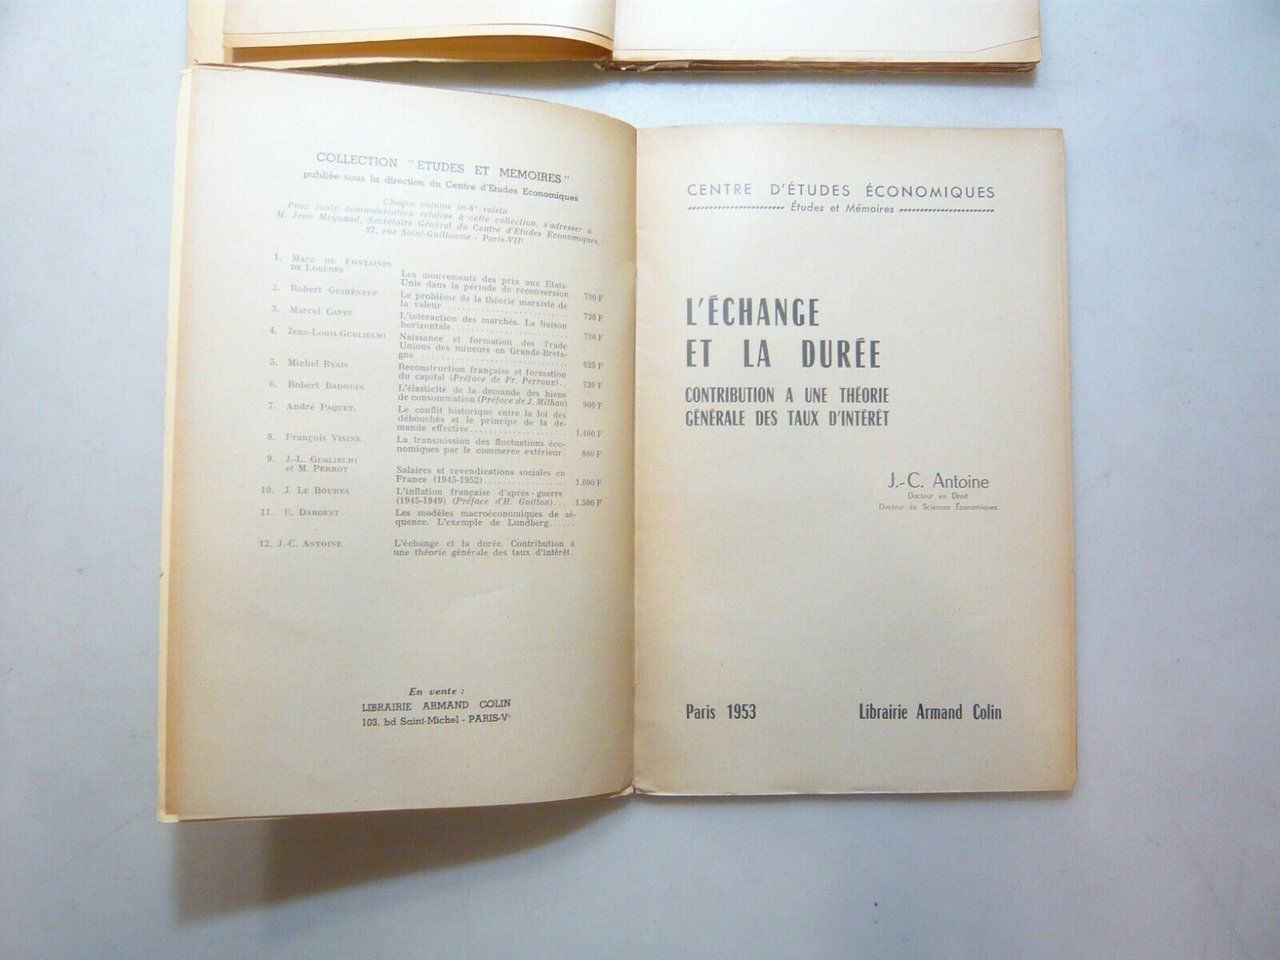 COLLECTION "ÉTUDES ET MÉMOIRES"
publiée sous la direction du Centre d'Études Économiques
Chaque volume in-8° raisin
Pour toute communication relative à cette collection, s'adresser à
M. Jean Meynaud, Secrétaire Général du Centre d'Études Économiques,
27, rue Saint-Guillaume - Paris-VIIe
1. Marc de Fontaines
de Logères
Les mouvements des prix aux Etats-
Unis dans la période de reconversion 720 F
2. Robert Guihéneuf
Le problème de la théorie marxiste de
la valeur 720 F
3. Marcel Capet
L'interaction des marchés. La liaison
horizontale 720 F
4. Jean-Louis Guglielmi
Naissance et formation des Trade
Unions des mineurs en Grande-Breta-
gne 625 F
5. Michel Byais
Reconstruction française et formation
du capital (Préface de Fr. Perroux) 720 F
6. Robert Badouin
L'élasticité de la demande des biens
de consommation (Préface de J. Milhau) 900 F
7. André Paquet.
Le conflit historique entre la loi des
débouchés et le principe de la de-
mande effective 1.400 F
8. François Visine
La transmission des fluctuations éco-
nomiques par le commerce extérieur. 800 F
9. J.-L. Guglielmi
et M. Perrot
Salaires et revendications sociales en
France (1945-1952) 1.600 F
10. J. Le Bourva
L'inflation française d'après-guerre
(1945-1949) (Préface d'H. Guitton) 1.500 F
11. E. Dargent
Les modèles macroéconomiques de sé-
quence. L'exemple de Lundberg
12. J.-C. Antoine
L'échange et la durée. Contribution à
une théorie générale des taux d'intérêt.
En vente :
LIBRAIRIE ARMAND COLIN
103, bd Saint-Michel - PARIS-Ve
CENTRE D'ÉTUDES ÉCONOMIQUES
Études et Mémoires
L'ÉCHANGE
ET LA DURÉE
CONTRIBUTION A UNE THÉORIE
GÉNÉRALE DES TAUX D'INTÉRÊT
J.-C. Antoine
Docteur en Droit
Docteur ès Sciences Économiques
Paris 1953
Librairie Armand Colin